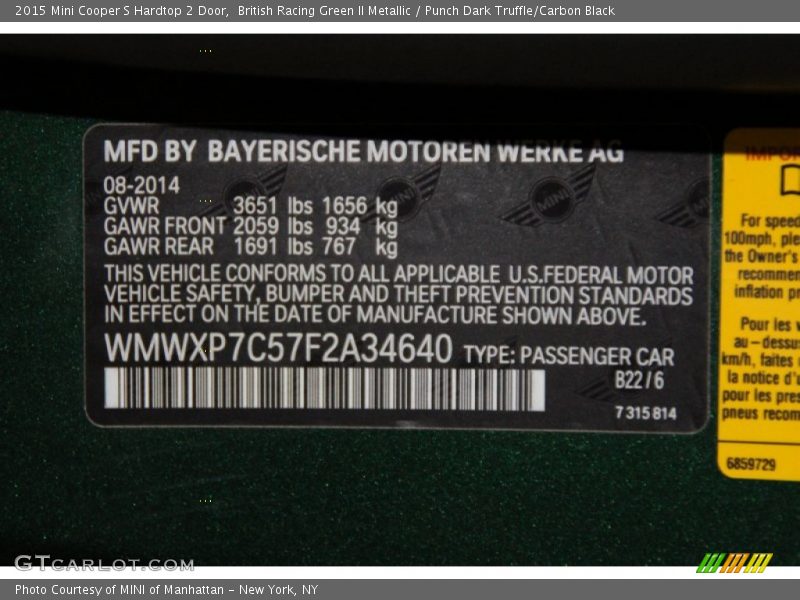 2015 Mini Cooper S Hardtop 2 Door,  British Racing Green II Metallic / Punch Dark Truffle/Carbon Black
MFD BY BAYERISCHE MOTOREN WERKE AG
08-2014
GVWR 3651 lbs 1656 kg
GAWR FRONT 2059 lbs 934 kg
GAWR REAR 1691 lbs 767 kg
THIS VEHICLE CONFORMS TO ALL APPLICABLE U.S.FEDERAL MOTOR
VEHICLE SAFETY, BUMPER AND THEFT PREVENTION STANDARDS
IN EFFECT ON THE DATE OF MANUFACTURE SHOWN ABOVE.
WMWXP7C57F2A34640 TYPE: PASSENGER CAR
B22/6
7 315 814
MINI
MINI
For speed
100mph, ple
the Owner's
recommen
inflation pr
Pour les v
au-dessus
km/h, faites
la notice d'u
pour les pres
pneus recom
6859729
GTCARLOT.COM
Photo Courtesy of MINI of Manhattan - New York, NY